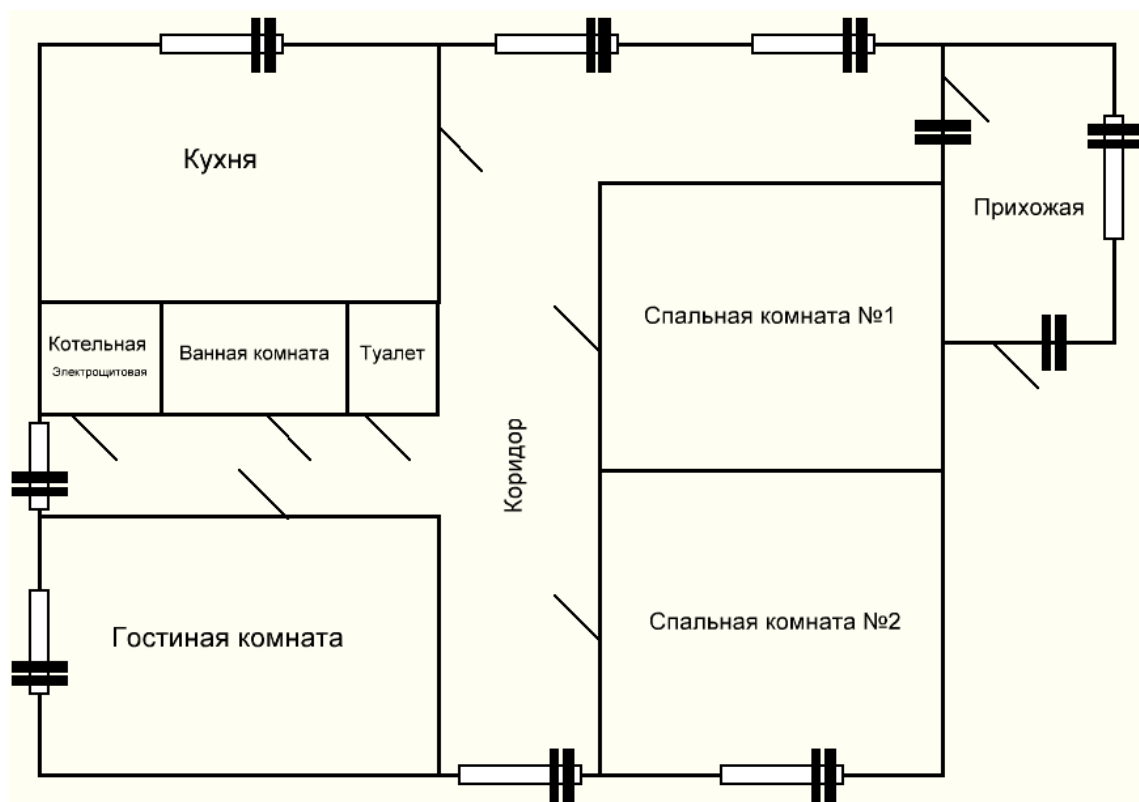 Кухня
Прихожая
Спальная комната №1
Котельная
Электрощитовая
Ванная комната
Туалет
Коридор
Гостиная комната
Спальная комната №2